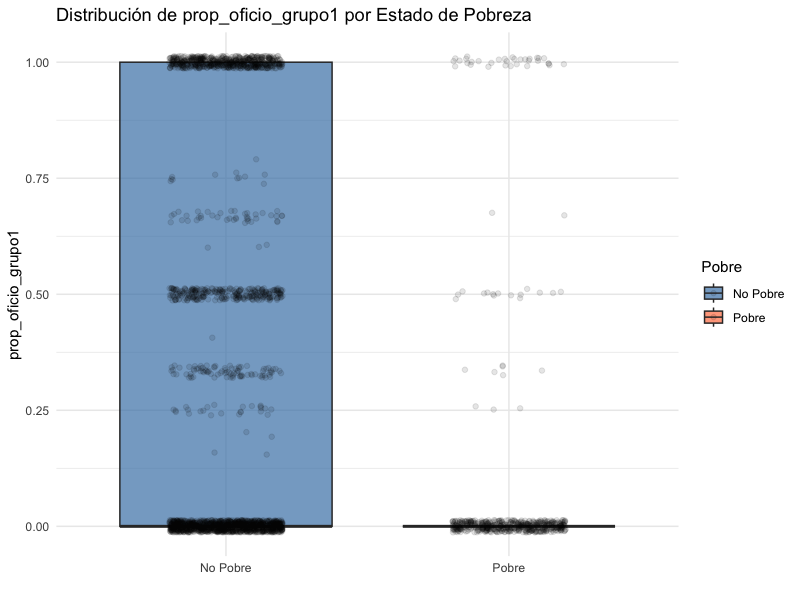 Distribución de prop_oficio_grupo1 por Estado de Pobreza
prop_oficio_grupo1
1.00
0.75
0.50
0.25
0.00
No Pobre
Pobre
Pobre
No Pobre
Pobre